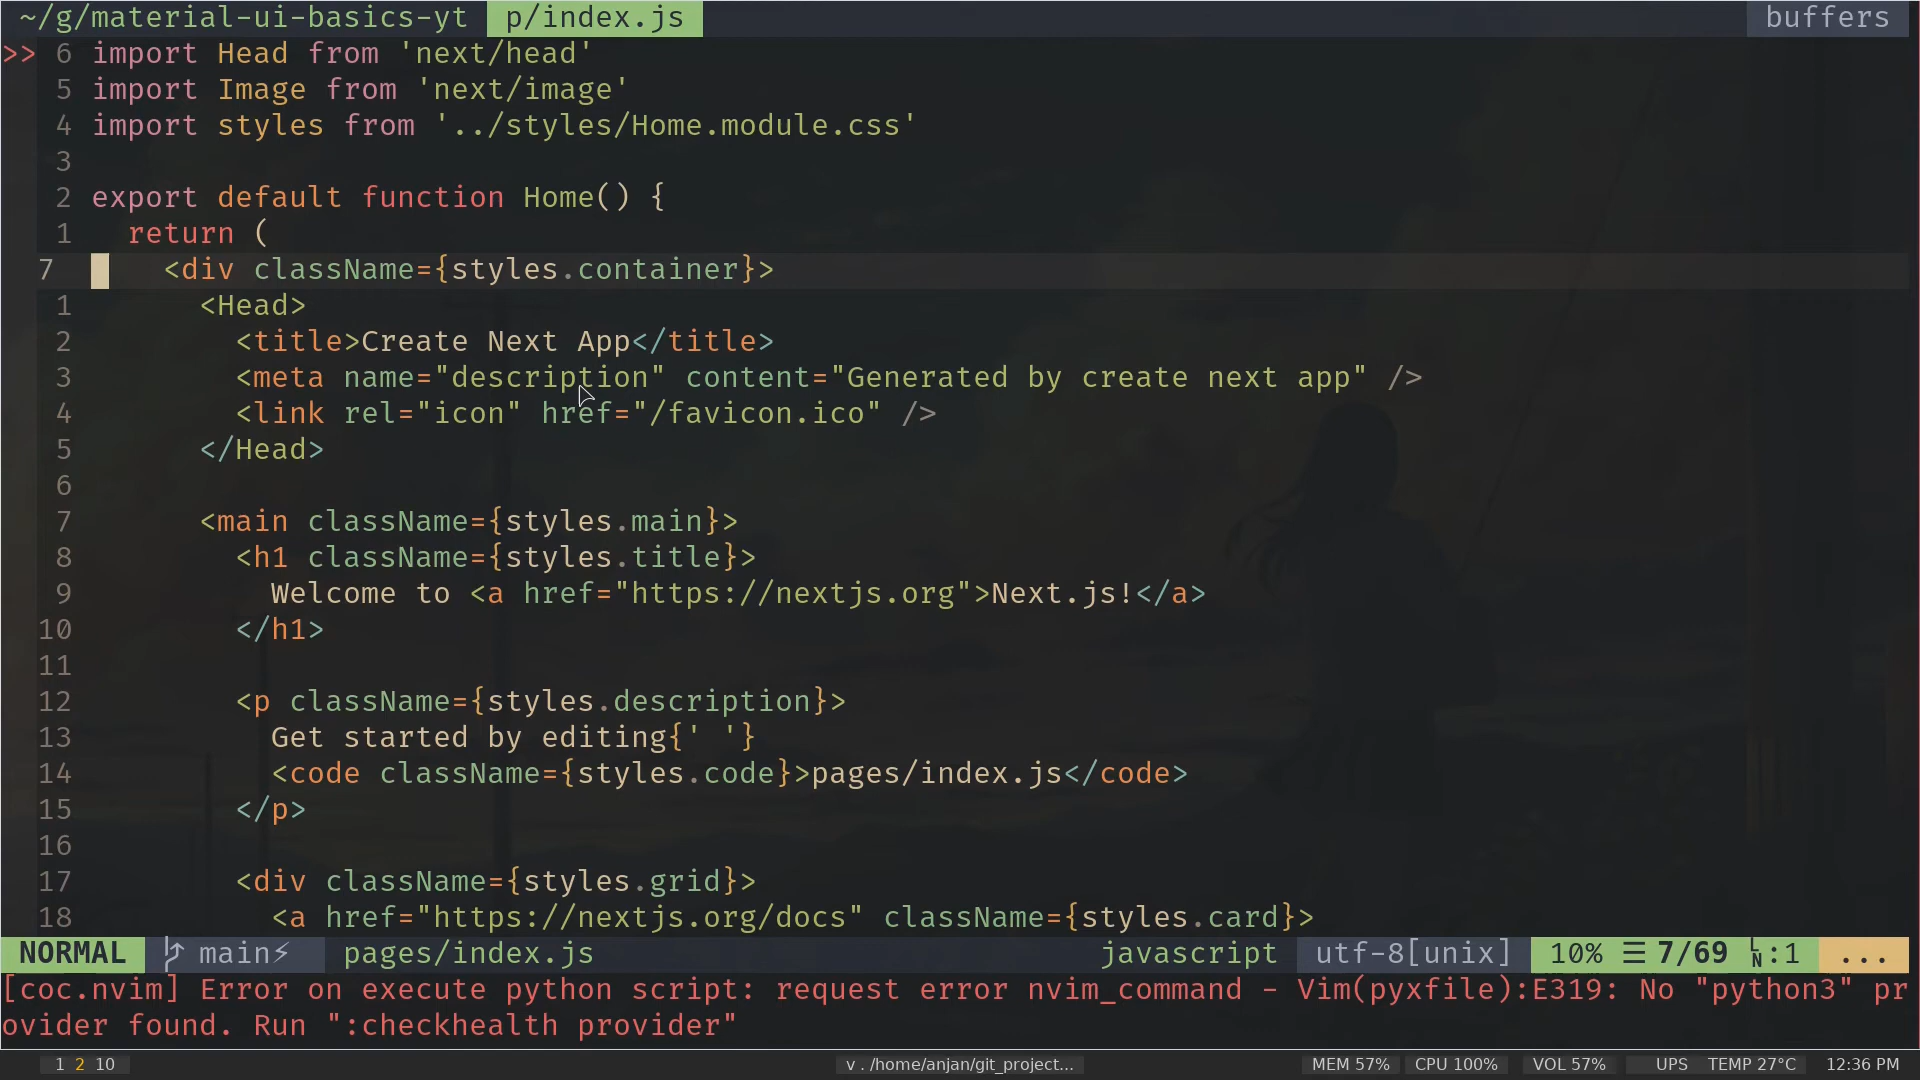 ~/g/material-ui-basics-yt p/index.js buffers
>> 6 import Head from 'next/head'
5 import Image from 'next/image'
4 import styles from '../styles/Home.module.css'
3
2 export default function Home() {
1 return (
7 <div className={styles.container}>
1 <Head>
2 <title>Create Next App</title>
3 <meta name="description" content="Generated by create next app" />
4 <link rel="icon" href="/favicon.ico" />
5 </Head>
6
7 <main className={styles.main}>
8 <h1 className={styles.title}>
9 Welcome to <a href="https://nextjs.org">Next.js!</a>
10 </h1>
11
12 <p className={styles.description}>
13 Get started by editing{' '}
14 <code className={styles.code}>pages/index.js</code>
15 </p>
16
17 <div className={styles.grid}>
18 <a href="https://nextjs.org/docs" className={styles.card}>
NORMAL main⚡ pages/index.js javascript utf-8[unix] 10% ☰ 7/69 LN:1 ...
[coc.nvim] Error on execute python script: request error nvim_command - Vim(pyxfile):E319: No "python3" pr
ovider found. Run ":checkhealth provider"
1 2 10 v . /home/anjan/git_project... MEM 57% CPU 100% VOL 57% UPS TEMP 27°C 12:36 PM